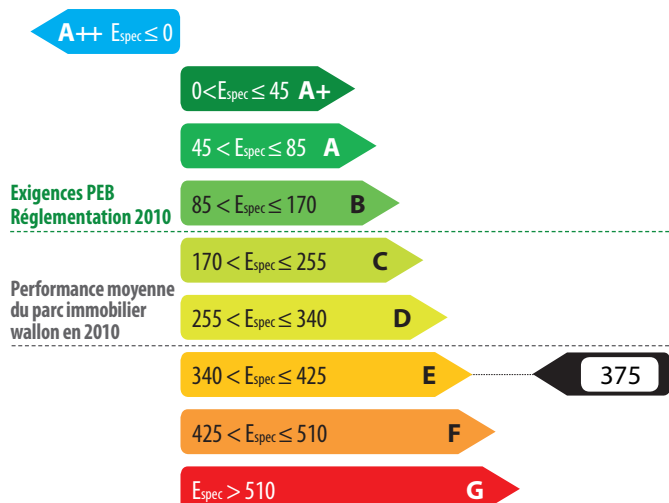 A++ Espec ≤ 0
0<Espec ≤ 45 A+
45 < Espec ≤ 85 A
Exigences PEB
Réglementation 2010
85 < Espec ≤ 170 B
170 < Espec ≤ 255 C
Performance moyenne
du parc immobilier
wallon en 2010
255 < Espec ≤ 340 D
340 < Espec ≤ 425 E
375
425 < Espec ≤ 510 F
Espec > 510 G